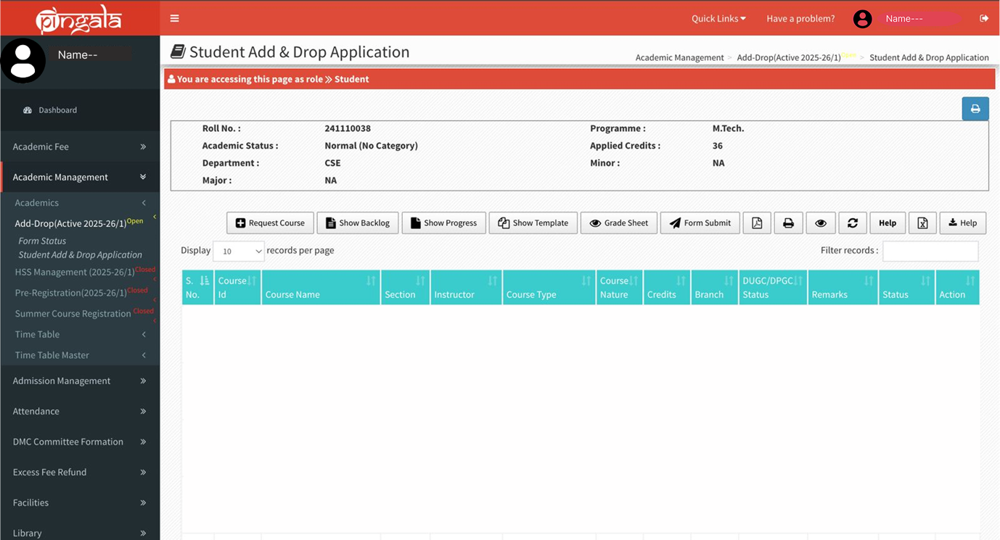 pingala
Quick Links
Have a problem?
Name---
Name--
Student Add & Drop Application
Academic Management > Add-Drop(Active 2025-26/1)Open > Student Add & Drop Application
You are accessing this page as role » Student
Dashboard
Academic Fee
Academic Management
Academics
Add-Drop(Active 2025-26/1)Open
Form Status
Student Add & Drop Application
HSS Management (2025-26/1)Closed
Pre-Registration(2025-26/1)Closed
Summer Course Registration Closed
Time Table
Time Table Master
Admission Management
Attendance
DMC Committee Formation
Excess Fee Refund
Facilities
Library
Roll No. : 241110038 Programme : M.Tech.
Academic Status : Normal (No Category) Applied Credits : 36
Department : CSE Minor : NA
Major : NA
Request Course Show Backlog Show Progress Show Template Grade Sheet Form Submit Help Help
Display 10 records per page Filter records :
S. No. Course Id Course Name Section Instructor Course Type Course Nature Credits Branch DUGC/DPGC Status Remarks Status Action